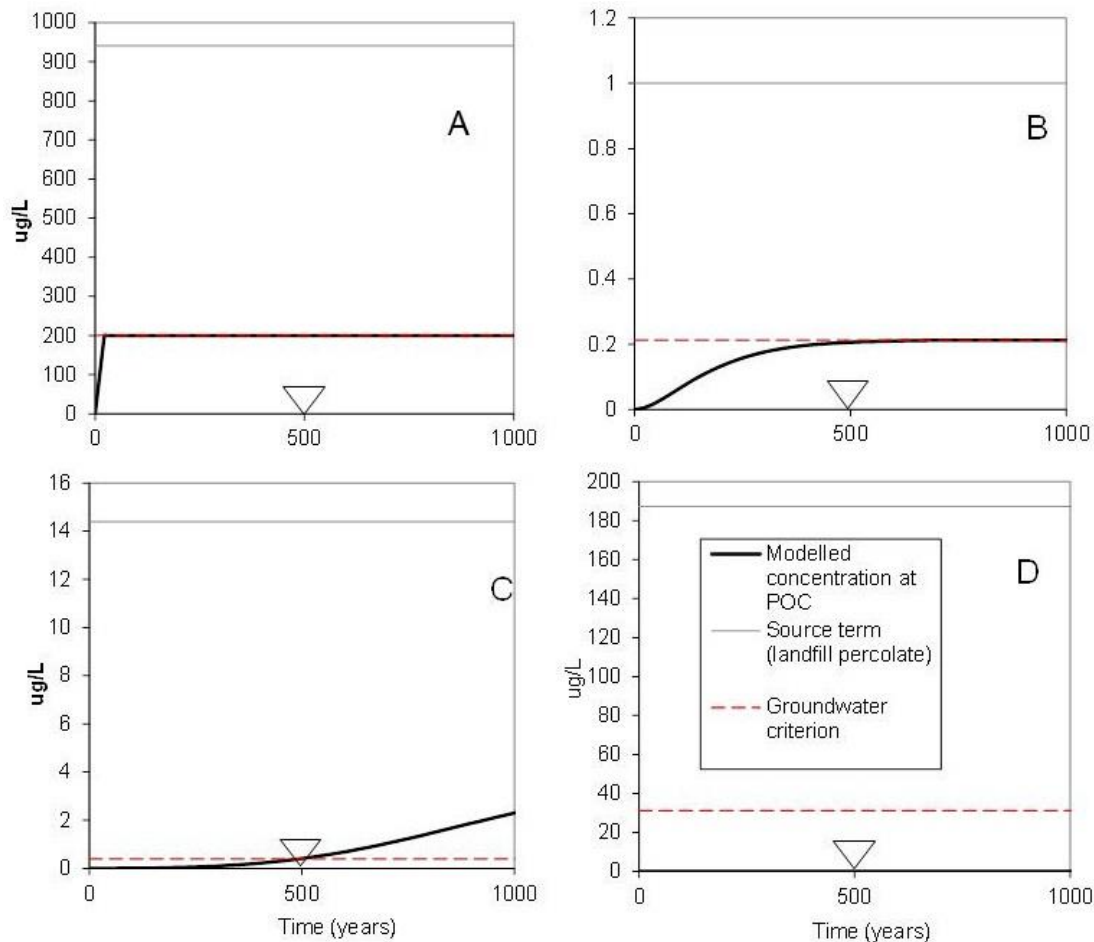 1000
900
800
700
600
500
400
300
200
100
0
ug/L
A
0 500 1000
1.2
1
0.8
0.6
0.4
0.2
0
B
0 500 1000
16
14
12
10
8
6
4
2
0
ug/L
C
0 500 1000
Time (years)
200
180
160
140
120
100
80
60
40
20
0
ug/L
D
Modelled
concentration at
POC
Source term
(landfill percolate)
Groundwater
criterion
0 500 1000
Time (years)